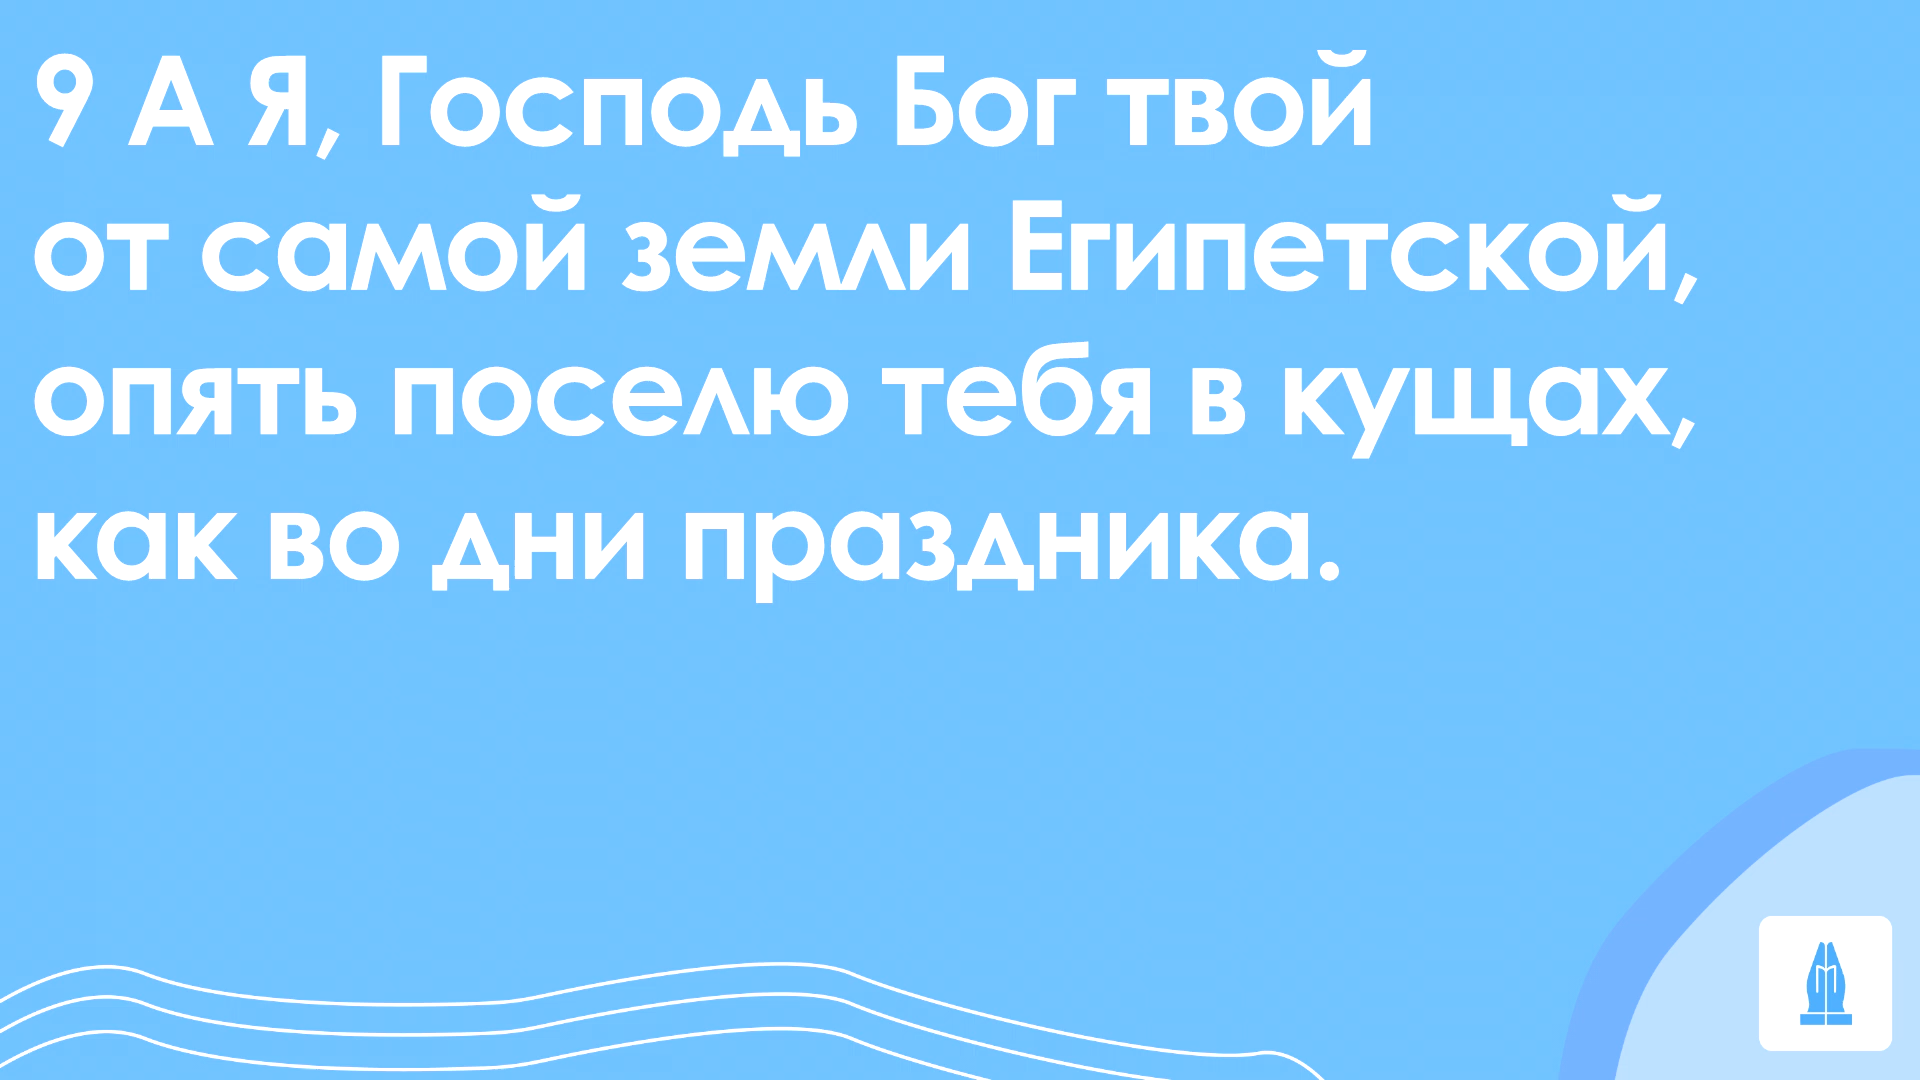 9 А Я, Господь Бог твой
от самой земли Египетской,
опять поселю тебя в кущах,
как во дни праздника.